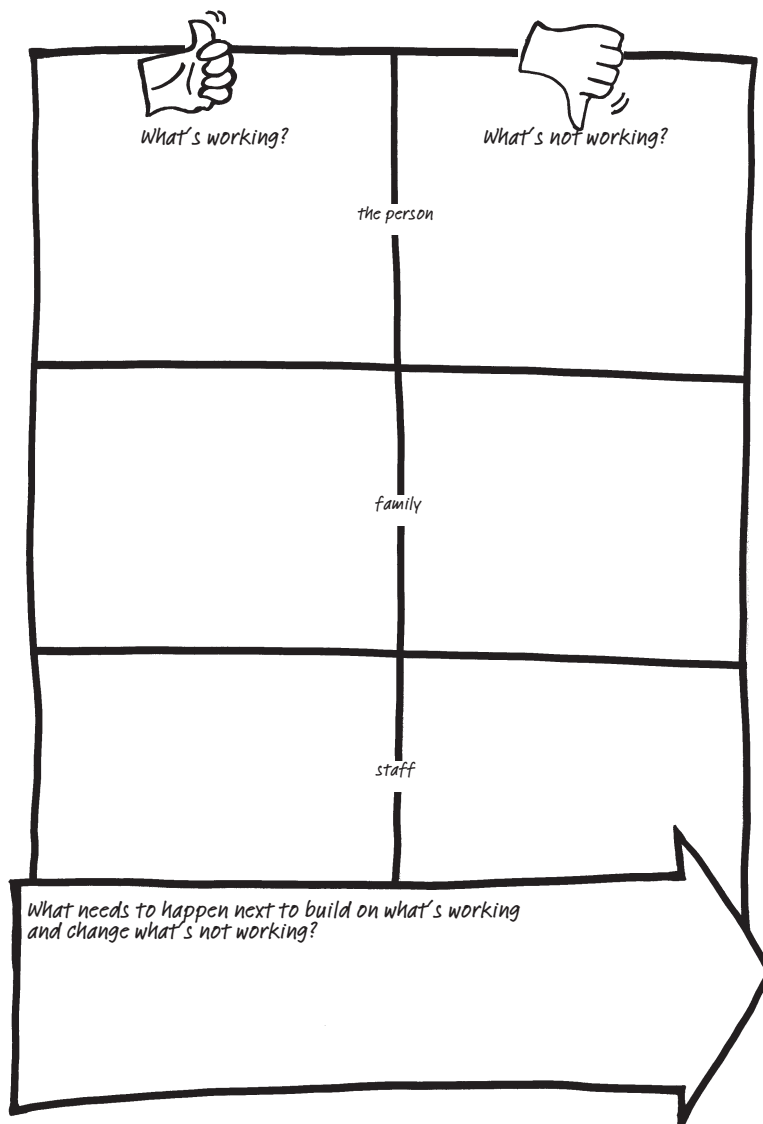 What's working?
What's not working?
the person
family
staff
What needs to happen next to build on what's working
and change what's not working?